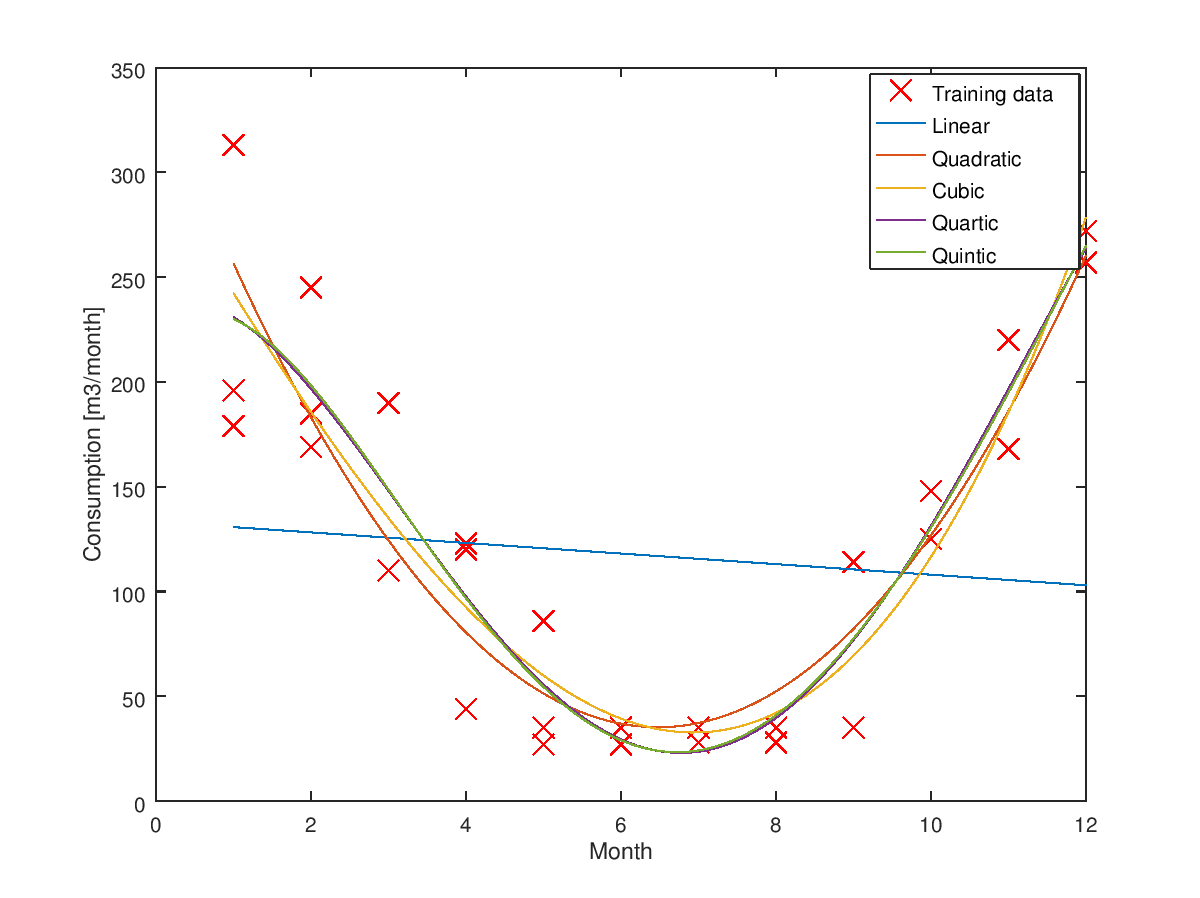 350
300
250
200
150
100
50
0
Consumption [m3/month]
Training data
Linear
Quadratic
Cubic
Quartic
Quintic
0 2 4 6 8 10 12
Month